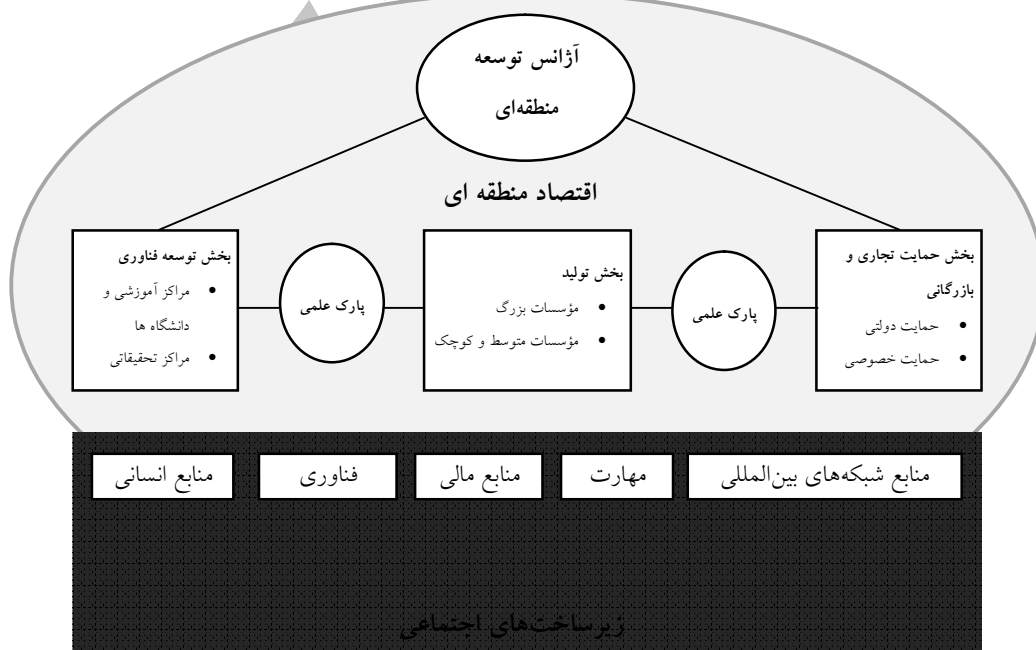 آژانس توسعه
منطقه‌ای
اقتصاد منطقه ای
بخش حمایت تجاری و
بازرگانی
• حمایت دولتی
• حمایت خصوصی
پارک علمی
بخش تولید
• مؤسسات بزرگ
• مؤسسات متوسط و کوچک
پارک علمی
بخش توسعه فناوری
• مراکز آموزشی و
دانشگاه ها
• مراکز تحقیقاتی
منابع شبکه‌های بین‌المللی
مهارت
منابع مالی
فناوری
منابع انسانی
زیرساخت‌های اجتماعی